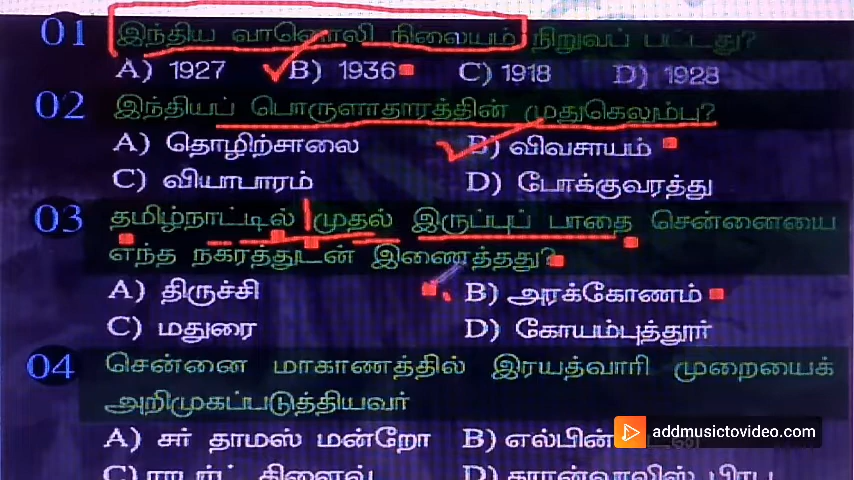 01 இந்திய வானொலி நிலையம் நிறுவப் பட்டது?
A) 1927 B) 1936 C) 1918 D) 1928
02 இந்தியப் பொருளாதாரத்தின் முதுகெலும்பு?
A) தொழிற்சாலை B) விவசாயம்
C) வியாபாரம் D) போக்குவரத்து
03 தமிழ்நாட்டில் முதல் இருப்புப் பாதை சென்னையை
எந்த நகரத்துடன் இணைத்தது?
A) திருச்சி B) அரக்கோணம்
C) மதுரை D) கோயம்புத்தூர்
04 சென்னை மாகாணத்தில் இரயத்வாரி முறையைக்
அறிமுகப்படுத்தியவர்
A) சர் தாமஸ் மன்றோ B)
addmusictovideo.com